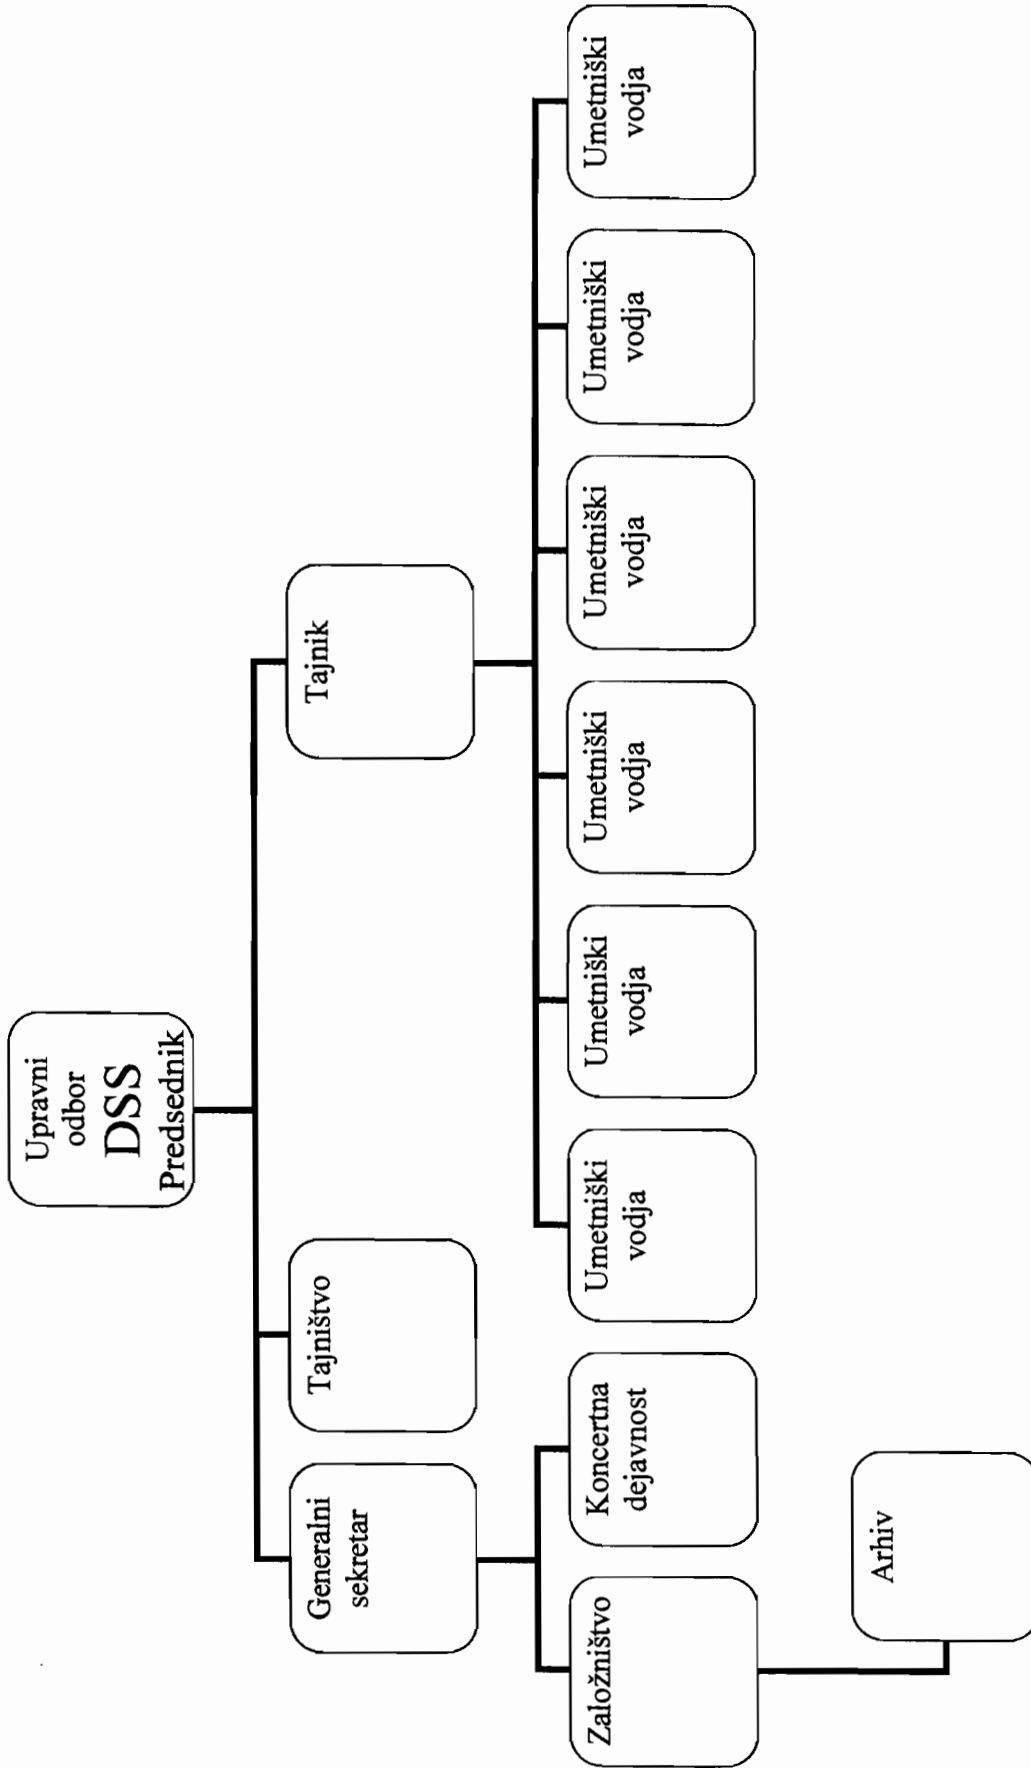 Upravni
odbor
DSS
Predsednik
Generalni
sekretar
Tajništvo
Tajnik
Založništvo
Koncertna
dejavnost
Umetniški
vodja
Umetniški
vodja
Umetniški
vodja
Umetniški
vodja
Umetniški
vodja
Umetniški
vodja
Arhiv